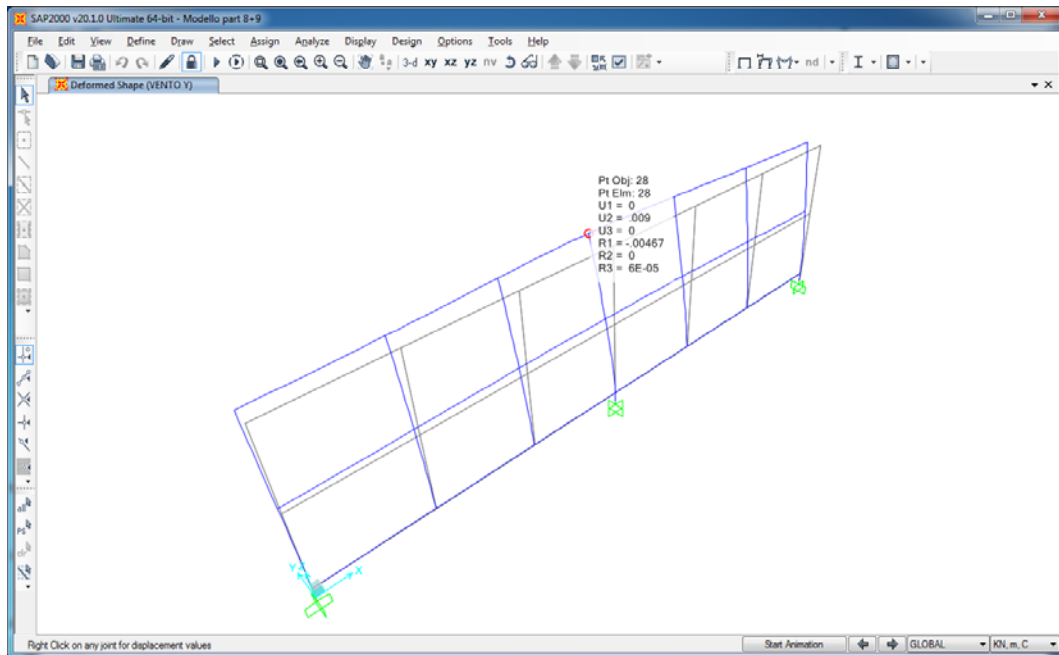 SAP2000 v20.1.0 Ultimate 64-bit - Modello part 8+9
File Edit View Define Draw Select Assign Analyze Display Design Options Tools Help
3-d xy xz yz nv nd
Deformed Shape (VENTO Y)
Pt Obj: 28
Pt Elm: 28
U1 = 0
U2 = .009
U3 = 0
R1 = -.00467
R2 = 0
R3 = 6E-05
all
PS
clr
Y Z X
Right Click on any joint for displacement values
Start Animation
GLOBAL
KN, m, C